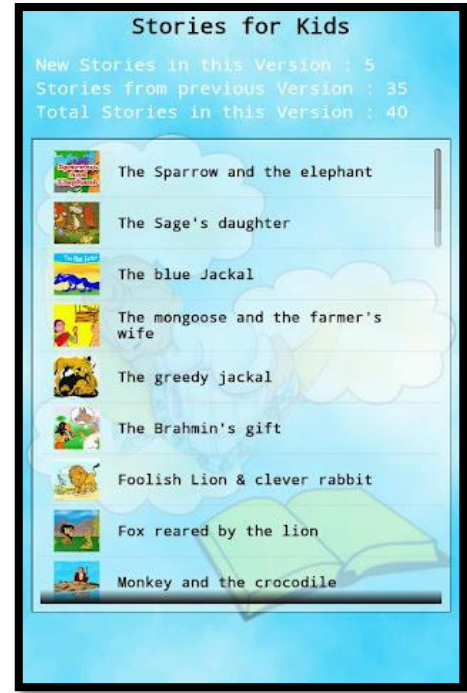 Stories for Kids
New Stories in this Version : 5
Stories from previous Version : 35
Total Stories in this Version : 40
The Sparrow and the elephant
The Sage's daughter
The blue Jackal
The mongoose and the farmer's
wife
The greedy jackal
The Brahmin's gift
Foolish Lion & clever rabbit
Fox reared by the lion
Monkey and the crocodile